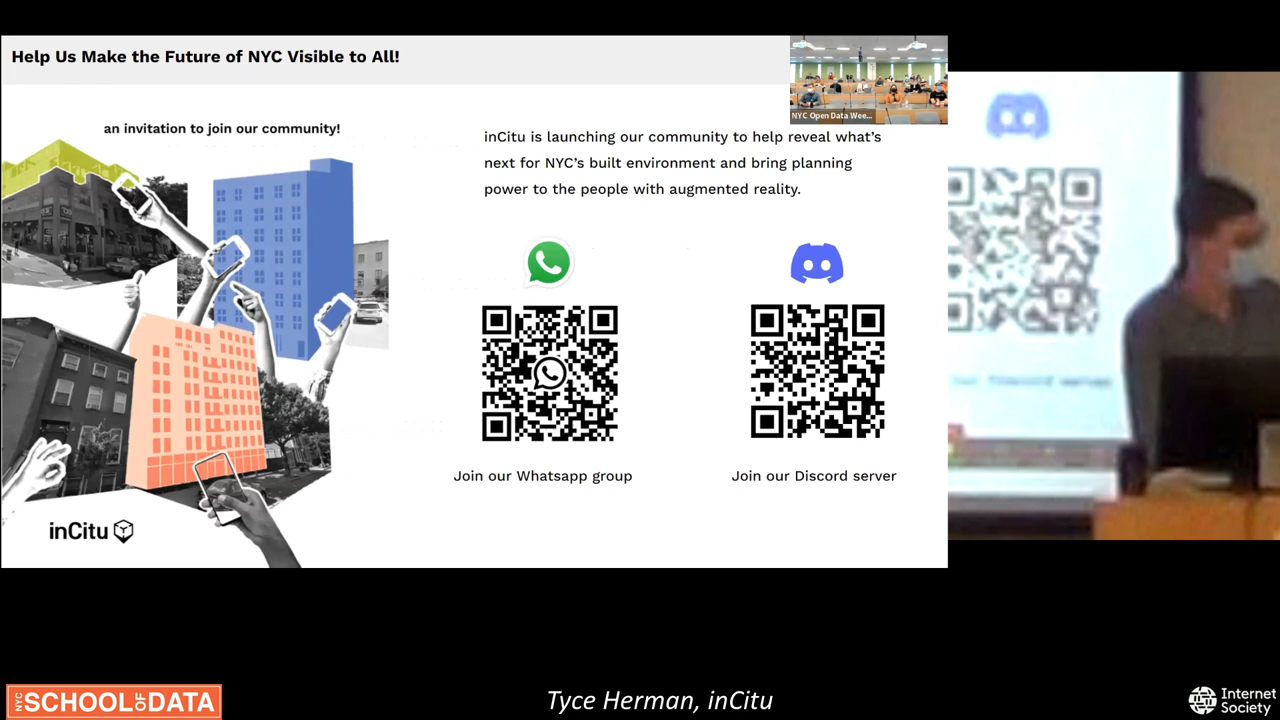 Help Us Make the Future of NYC Visible to All!
an invitation to join our community!
NYC Open Data Wee...
inCitu is launching our community to help reveal what's
next for NYC's built environment and bring planning
power to the people with augmented reality.
Join our Whatsapp group
Join our Discord server
our Discord server
inCitu
NYC SCHOOL OF DATA
Tyce Herman, inCitu
Internet
Society